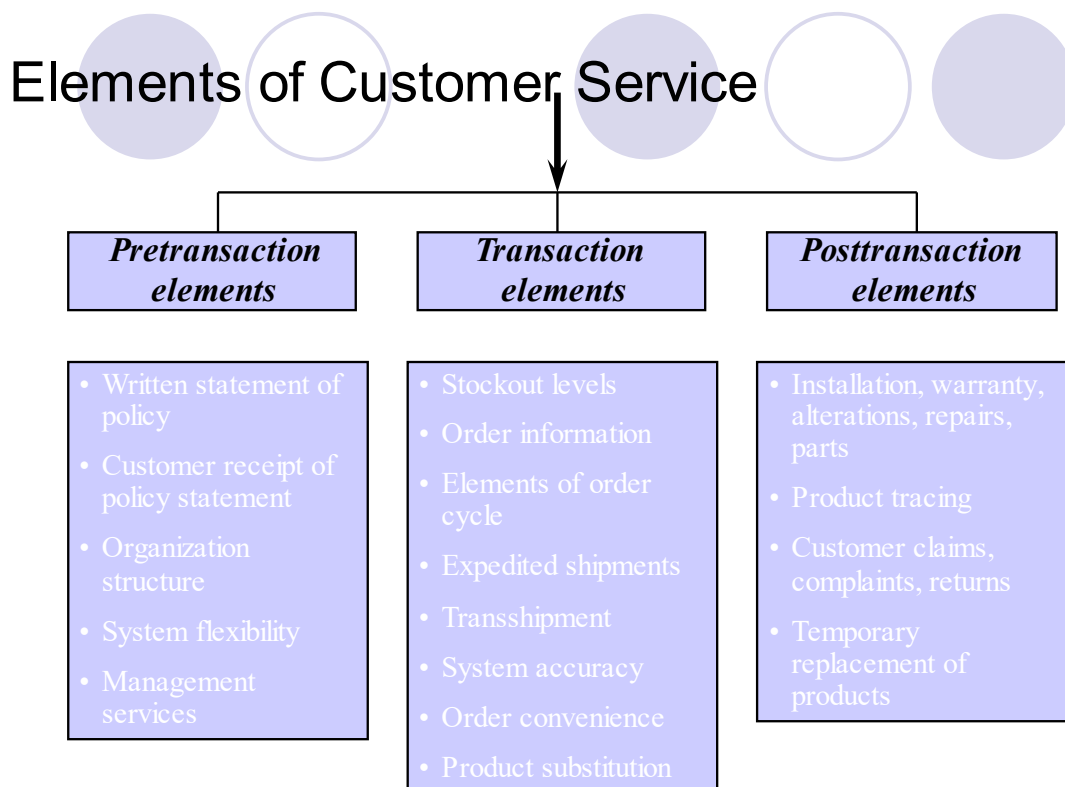 Elements of Customer Service
Pretransaction
elements
Transaction
elements
Posttransaction
elements
• Written statement of
policy
• Customer receipt of
policy statement
• Organization
structure
• System flexibility
• Management
services
• Stockout levels
• Order information
• Elements of order
cycle
• Expedited shipments
• Transshipment
• System accuracy
• Order convenience
• Product substitution
• Installation, warranty,
alterations, repairs,
parts
• Product tracing
• Customer claims,
complaints, returns
• Temporary
replacement of
products